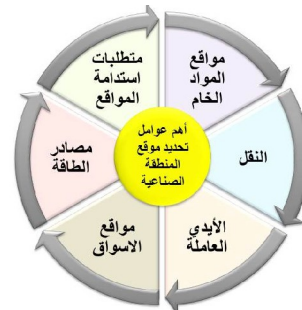 أهم عوامل
تحديد موقع
المنطقة
الصناعية
مواقع
المواد
الخام
النقل
الأيدي
العاملة
مواقع
الاسواق
مصادر
الطاقة
متطلبات
استدامة
المواقع